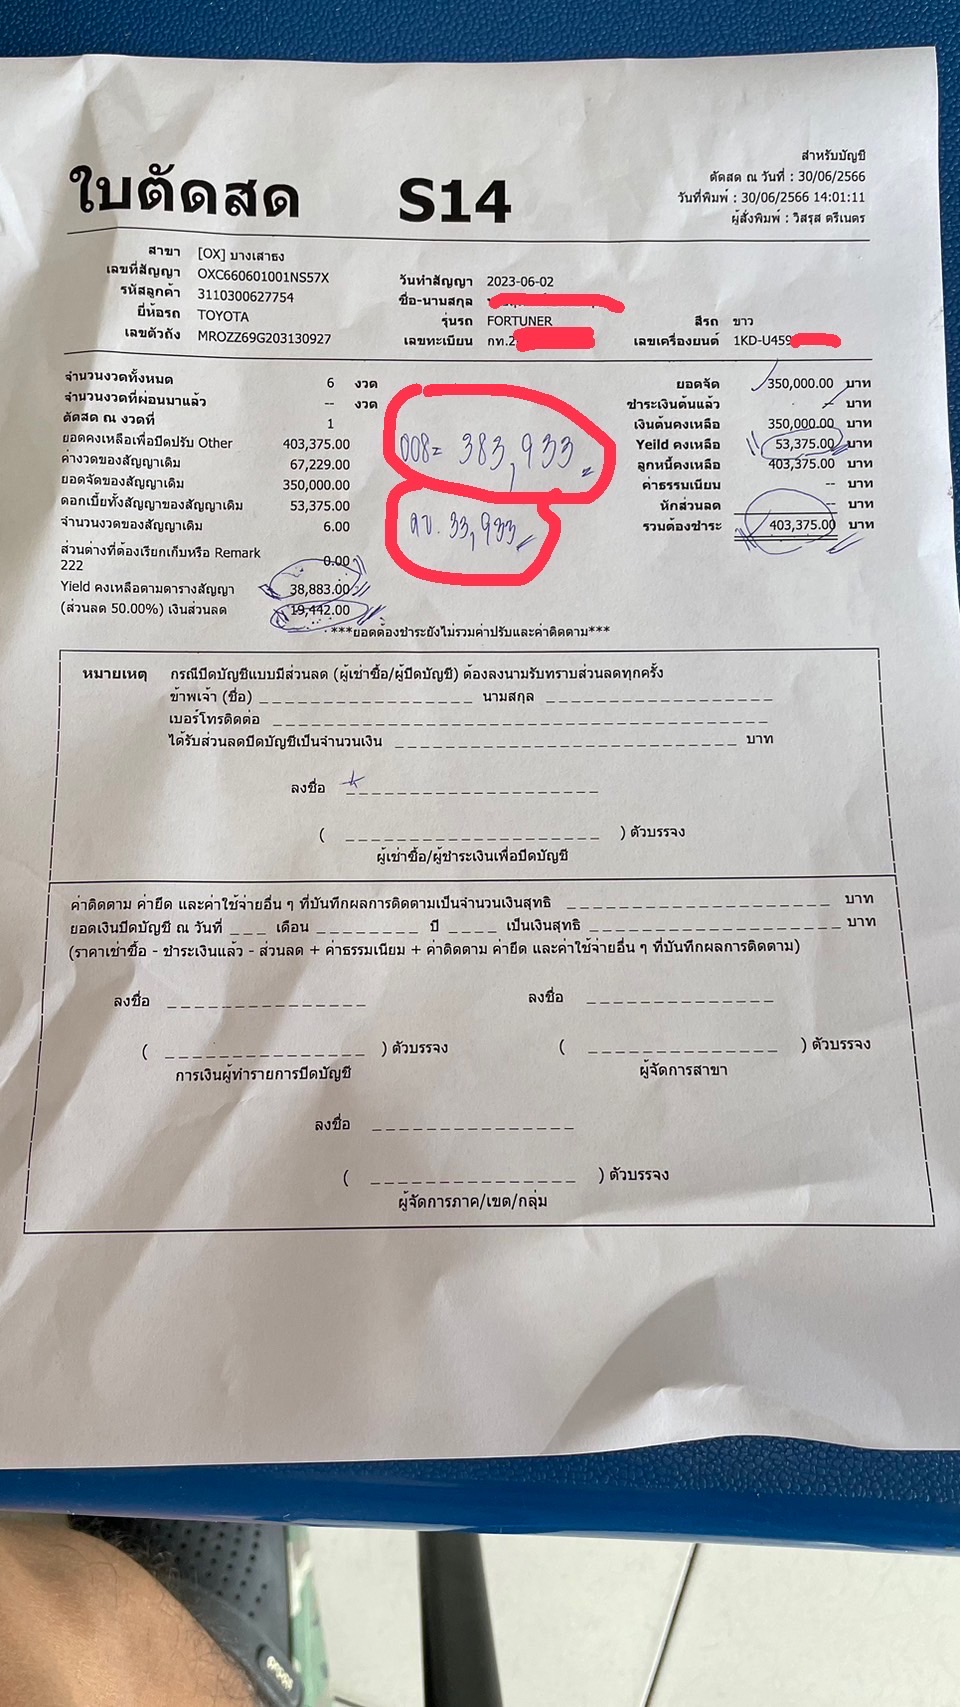 สำหรับบัญชี
ใบตัดสด S14
ตัดสด ณ วันที่ : 30/06/2566
วันที่พิมพ์ : 30/06/2566 14:01:11
ผู้สั่งพิมพ์ : วิสรุส ตรีเนตร
สาขา [OX] บางเสาธง
เลขที่สัญญา OXC660601001NS57X
วันทำสัญญา 2023-06-02
รหัสลูกค้า 3110300627754
ชื่อ-นามสกุล
ยี่ห้อรถ TOYOTA
รุ่นรถ FORTUNER
สีรถ ขาว
เลขตัวถัง MROZZ69G203130927
เลขทะเบียน กท.2
เลขเครื่องยนต์ 1KD-U459
จำนวนงวดทั้งหมด 6 งวด
ยอดจัด 350,000.00 บาท
จำนวนงวดที่ผ่อนมาแล้ว -- งวด
ชำระเงินต้นแล้ว -- บาท
ตัดสด ณ งวดที่ 1
เงินต้นคงเหลือ 350,000.00 บาท
ยอดคงเหลือเพื่อปิดปรับ Other 403,375.00
Yeild คงเหลือ 53,375.00 บาท
ค่างวดของสัญญาเดิม 67,229.00
ลูกหนี้คงเหลือ 403,375.00 บาท
ยอดจัดของสัญญาเดิม 350,000.00
ค่าธรรมเนียม -- บาท
ดอกเบี้ยทั้งสัญญาของสัญญาเดิม 53,375.00
หักส่วนลด -- บาท
จำนวนงวดของสัญญาเดิม 6.00
รวมต้องชำระ 403,375.00 บาท
383,933
33,933
ส่วนต่างที่ต้องเรียกเก็บหรือ Remark
222 0.00
Yield คงเหลือตามตารางสัญญา 38,883.00
(ส่วนลด 50.00%) เงินส่วนลด 19,442.00
***ยอดต้องชำระยังไม่รวมค่าปรับและค่าติดตาม***
หมายเหตุ กรณีปิดบัญชีแบบมีส่วนลด (ผู้เช่าซื้อ/ผู้ปิดบัญชี) ต้องลงนามรับทราบส่วนลดทุกครั้ง
ข้าพเจ้า (ชื่อ) นามสกุล
เบอร์โทรติดต่อ
ได้รับส่วนลดปิดบัญชีเป็นจำนวนเงิน บาท
ลงชื่อ
( ) ตัวบรรจง
ผู้เช่าซื้อ/ผู้ชำระเงินเพื่อปิดบัญชี
ค่าติดตาม ค่ายึด และค่าใช้จ่ายอื่น ๆ ที่บันทึกผลการติดตามเป็นจำนวนเงินสุทธิ บาท
ยอดเงินปิดบัญชี ณ วันที่ เดือน ปี เป็นเงินสุทธิ บาท
(ราคาเช่าซื้อ - ชำระเงินแล้ว - ส่วนลด + ค่าธรรมเนียม + ค่าติดตาม ค่ายึด และค่าใช้จ่ายอื่น ๆ ที่บันทึกผลการติดตาม)
ลงชื่อ ลงชื่อ
( ) ตัวบรรจง ( ) ตัวบรรจง
การเงินผู้ทำรายการปิดบัญชี ผู้จัดการสาขา
ลงชื่อ
( ) ตัวบรรจง
ผู้จัดการภาค/เขต/กลุ่ม